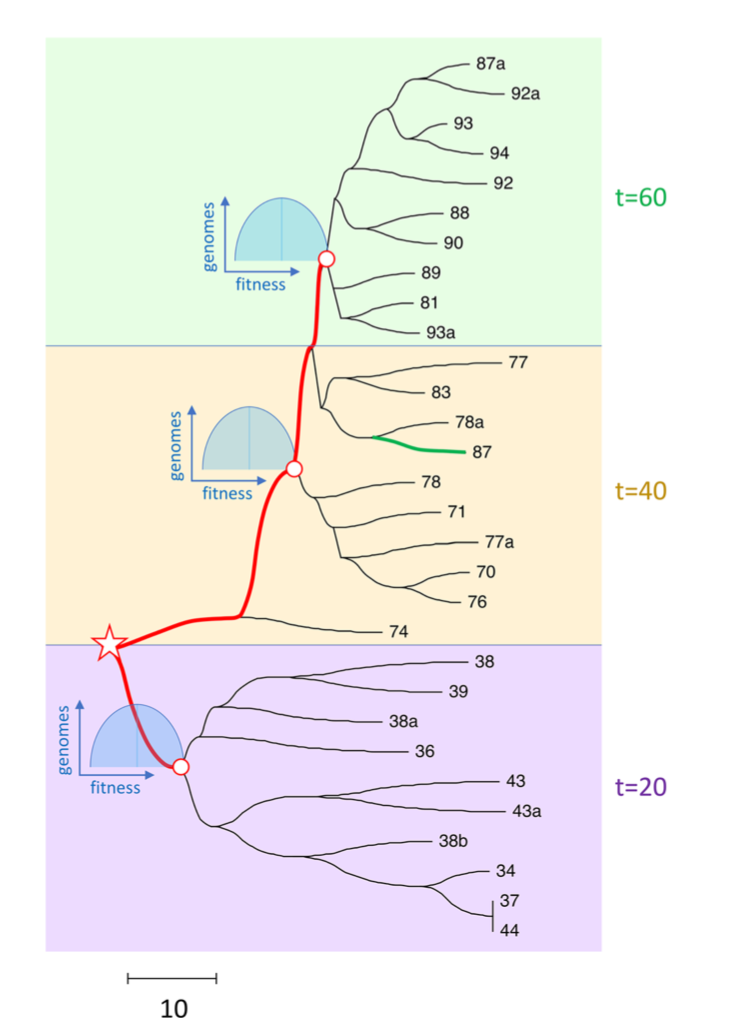 87a
92a
93
94
92
t=60
88
genomes
90
fitness
89
81
93a
77
83
78a
genomes
87
fitness
78
t=40
71
77a
70
76
74
38
39
38a
genomes
36
fitness
43
t=20
43a
38b
34
37
44
10